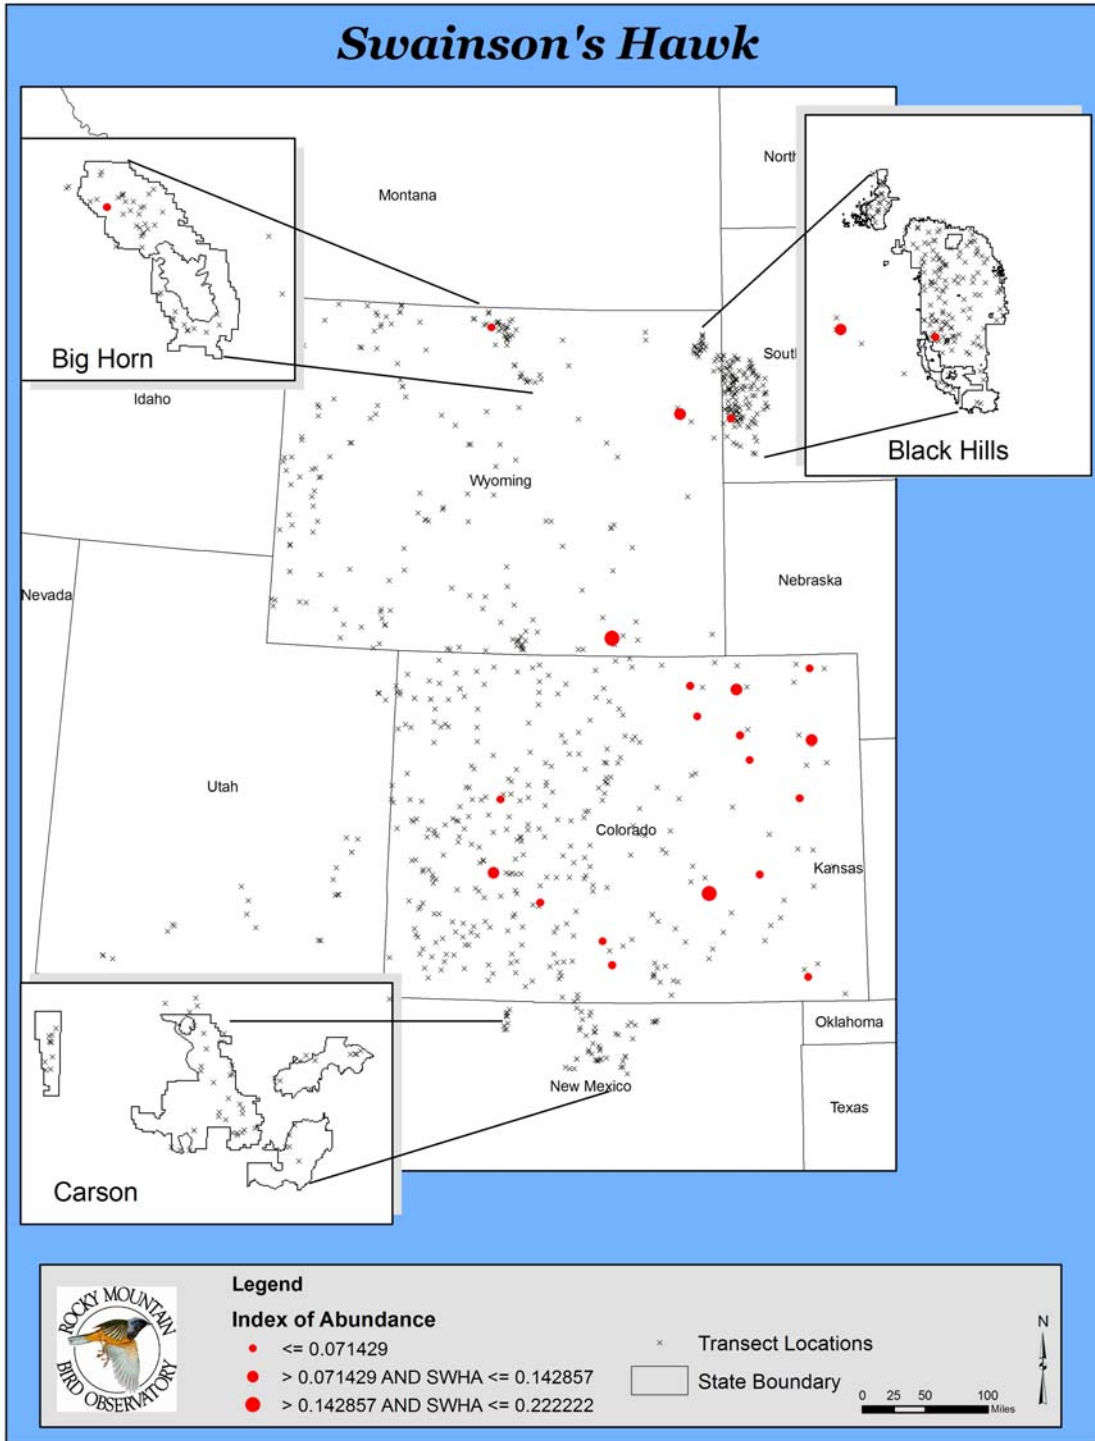 Swainson's Hawk
Montana
North
Big Horn
Idaho
South
Black Hills
Wyoming
Nevada
Nebraska
Utah
Colorado
Kansas
Oklahoma
New Mexico
Texas
Carson
Legend
Index of Abundance
<= 0.071429
> 0.071429 AND SWHA <= 0.142857
> 0.142857 AND SWHA <= 0.222222
Transect Locations
State Boundary
N
0 25 50 100
Miles
ROCKY MOUNTAIN
BIRD OBSERVATORY